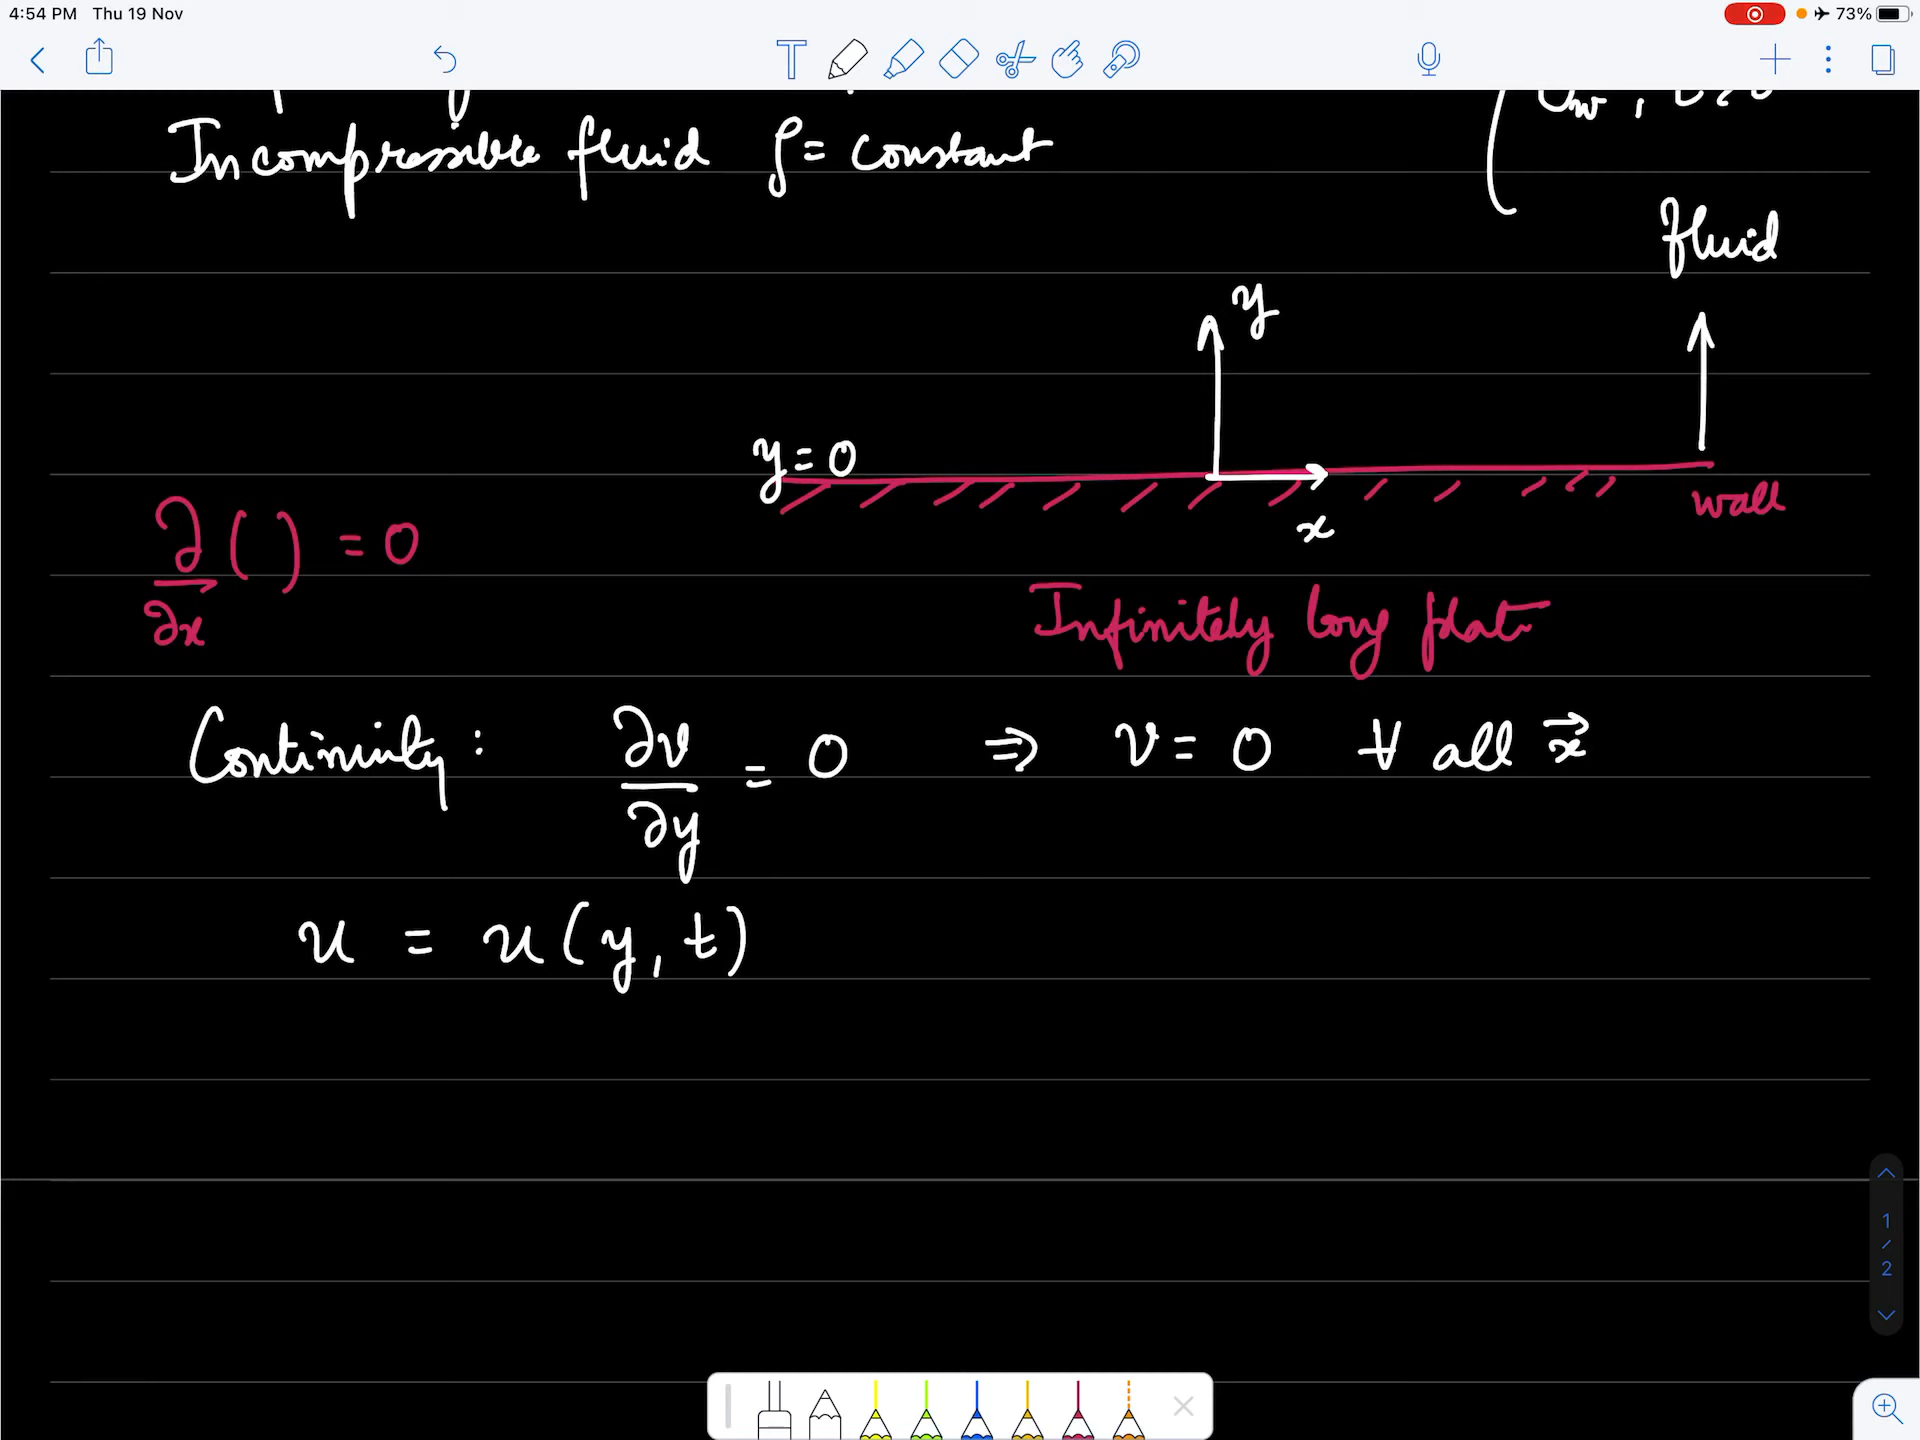 4:54 PM Thu 19 Nov
73%
Incompressible fluid ρ = constant
fluid
y
y = 0
wall
x
∂/∂x ( ) = 0
Infinitely long flat
Continuity : ∂v/∂y = 0 ⇒ v = 0 ∀ all x⃗
u = u(y, t)
1
/
2